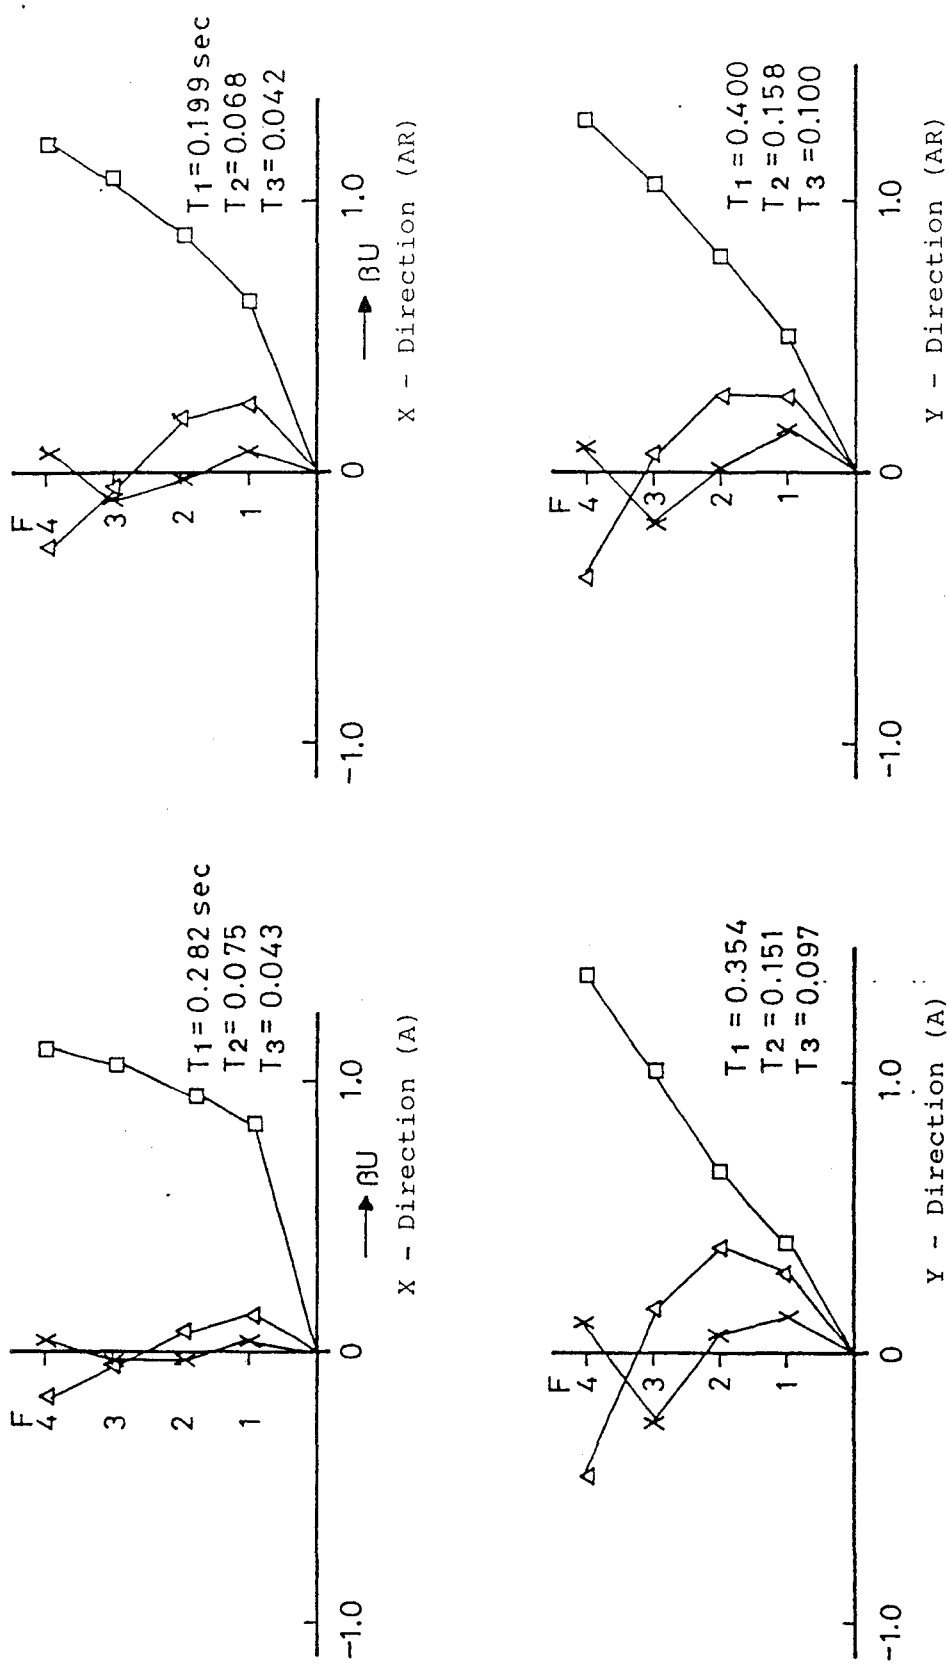 F
4
3
2
1
-1.0
0
1.0
βU
T1=0.282 sec
T2=0.075
T3=0.043
X - Direction (A)
F
4
3
2
1
-1.0
0
1.0
βU
T1=0.199 sec
T2=0.068
T3=0.042
X - Direction (AR)
F
4
3
2
1
-1.0
0
1.0
T1=0.354
T2=0.151
T3=0.097
Y - Direction (A)
F
4
3
2
1
-1.0
0
1.0
T1=0.400
T2=0.158
T3=0.100
Y - Direction (AR)